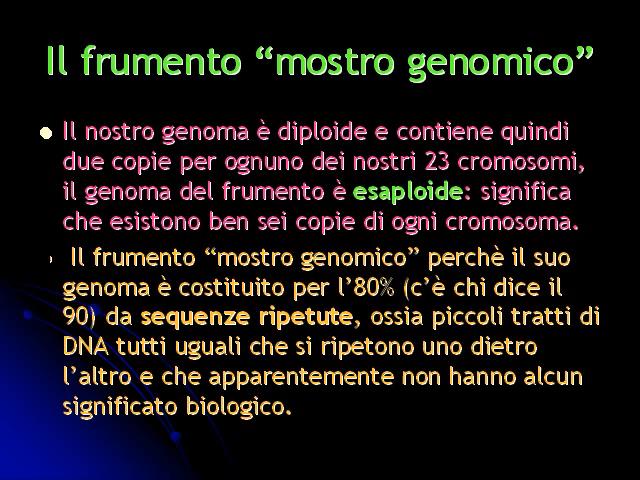 Il frumento “mostro genomico”
Il nostro genoma è diploide e contiene quindi
due copie per ognuno dei nostri 23 cromosomi,
il genoma del frumento è esaploide: significa
che esistono ben sei copie di ogni cromosoma.
Il frumento “mostro genomico” perchè il suo
genoma è costituito per l’80% (c’è chi dice il
90) da sequenze ripetute, ossia piccoli tratti di
DNA tutti uguali che si ripetono uno dietro
l’altro e che apparentemente non hanno alcun
significato biologico.